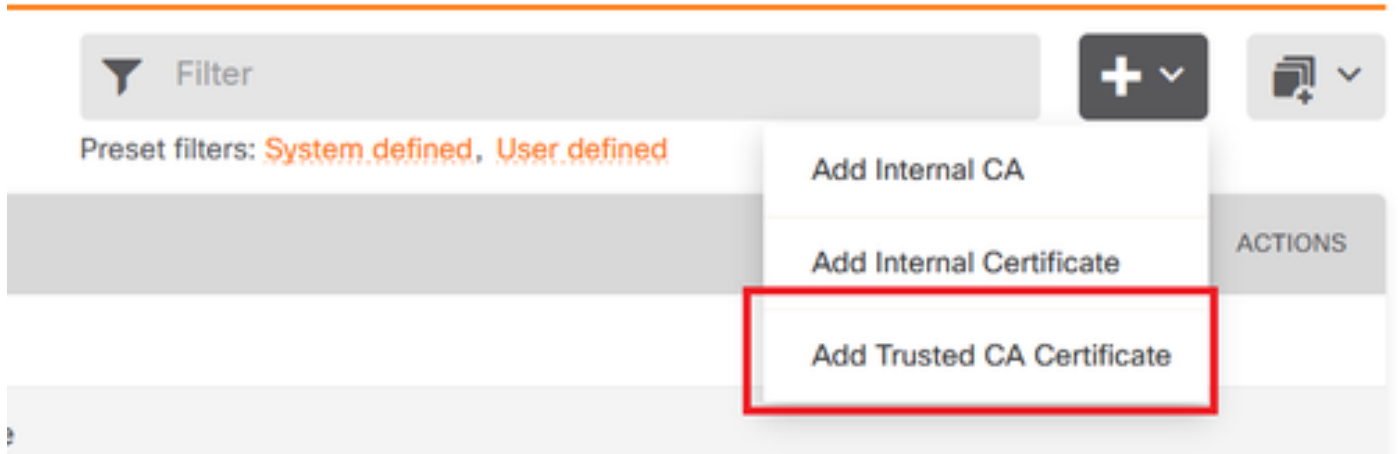 Filter
Preset filters: System defined, User defined
Add Internal CA
Add Internal Certificate
ACTIONS
Add Trusted CA Certificate